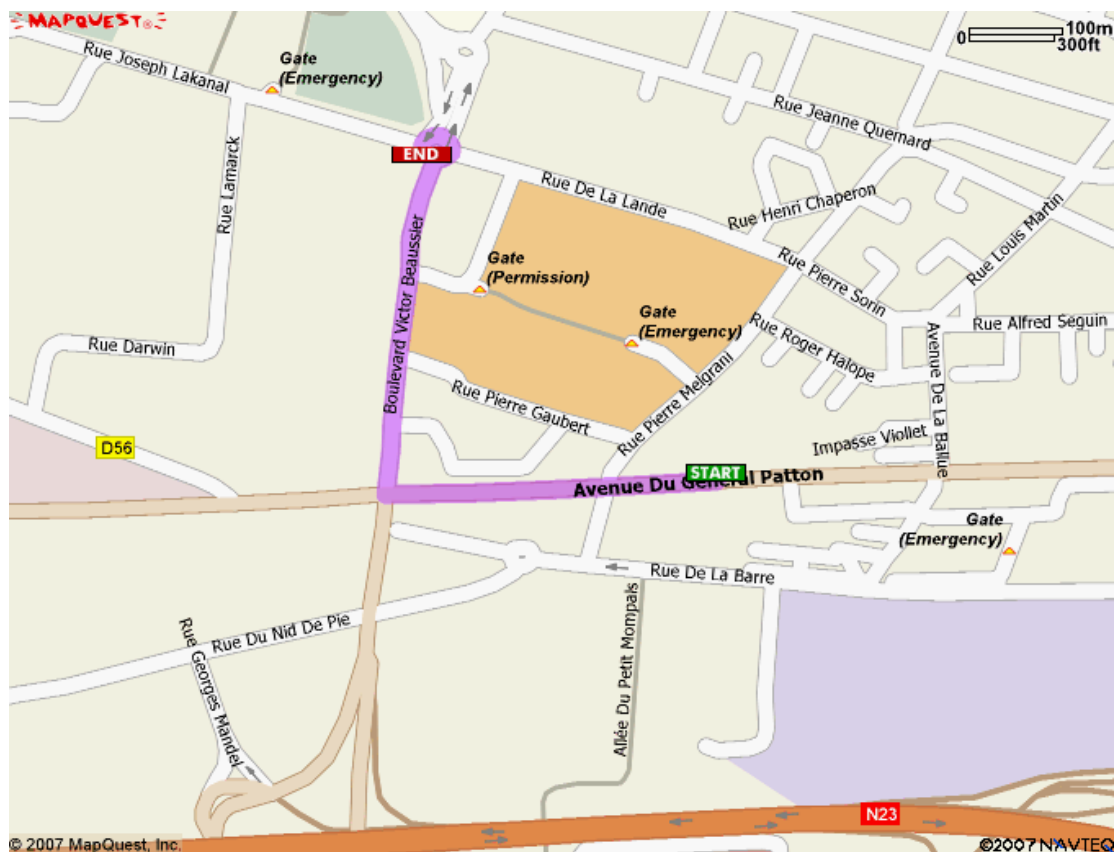 MAPQUEST®
0 100m
300ft
Gate
(Emergency)
Rue Joseph Lakanal
Rue Jeanne Quernard
Rue Lamarck
END
Rue De La Lande
Rue Henri Chaperon
Rue Louis Martin
Boulevard Victor Beaussier
Gate
(Permission)
Rue Pierre Sorin
Gate
(Emergency)
Rue Roger Halope
Rue Alfred Seguin
Rue Darwin
Avenue De La Ballue
Rue Pierre Melgrani
Rue Pierre Gaubert
D56
Impasse Viollet
START
Avenue Du General Patton
Gate
(Emergency)
Rue De La Barre
Rue Du Nid De Pie
Allée Du Petit Mompals
Rue Georges Mandel
N23
© 2007 MapQuest, Inc.
©2007 NAVTEQ